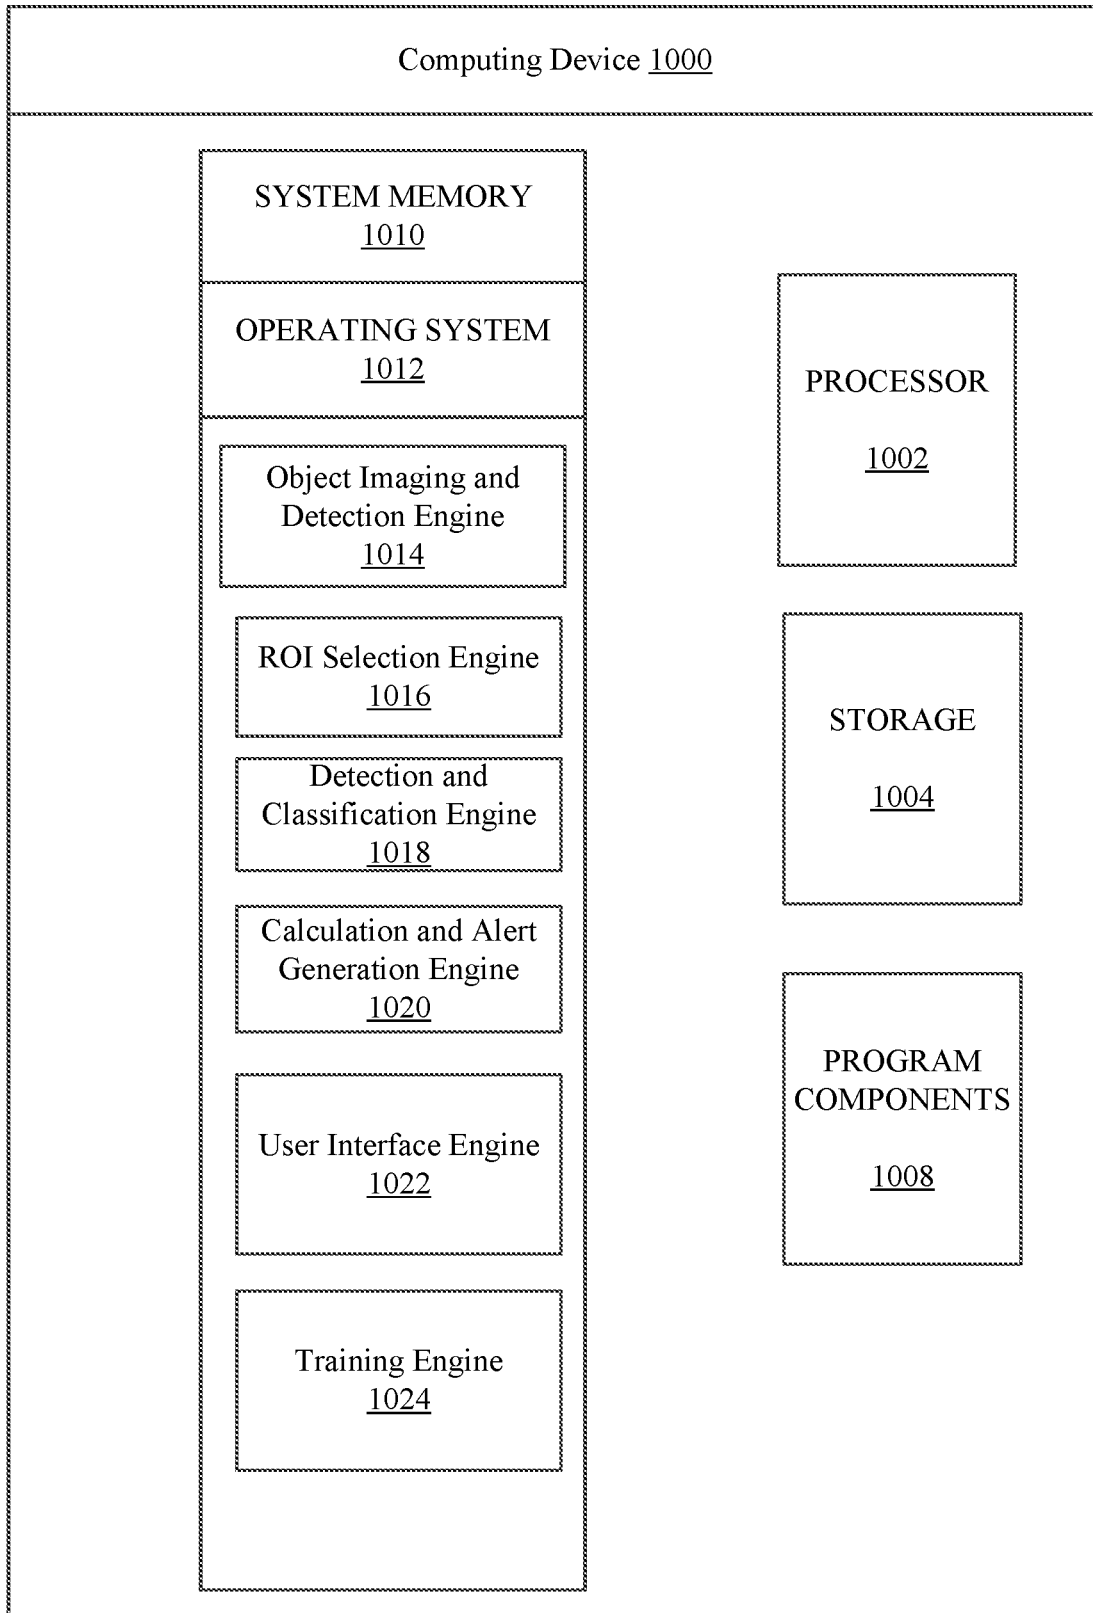 Computing Device 1000
SYSTEM MEMORY
1010
OPERATING SYSTEM
1012
Object Imaging and
Detection Engine
1014
ROI Selection Engine
1016
Detection and
Classification Engine
1018
Calculation and Alert
Generation Engine
1020
User Interface Engine
1022
Training Engine
1024
PROCESSOR
1002
STORAGE
1004
PROGRAM
COMPONENTS
1008